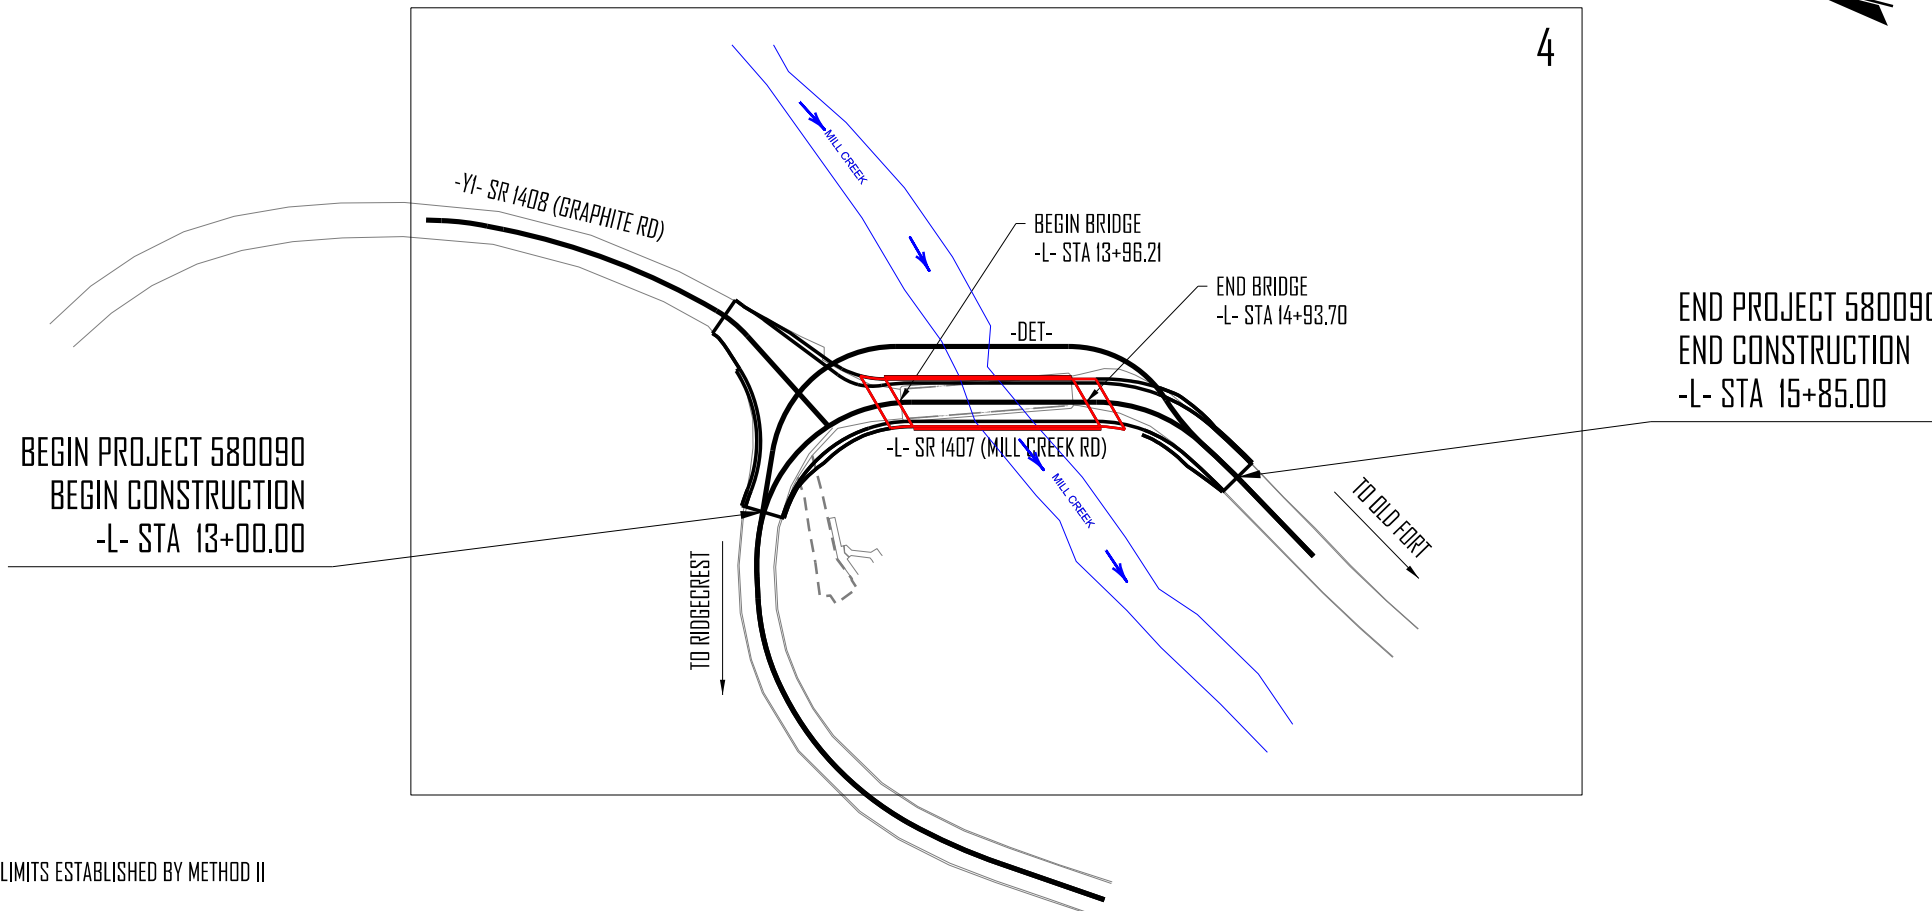 4
MILL CREEK
-Y1- SR 1408 (GRAPHITE RD)
BEGIN BRIDGE
-L- STA 13+96.21
END BRIDGE
-L- STA 14+93.70
-DET-
END PROJECT 580090
END CONSTRUCTION
-L- STA 15+85.00
BEGIN PROJECT 580090
BEGIN CONSTRUCTION
-L- STA 13+00.00
-L- SR 1407 (MILL CREEK RD)
MILL CREEK
TO OLD FORT
TO RIDGECREST
LIMITS ESTABLISHED BY METHOD II